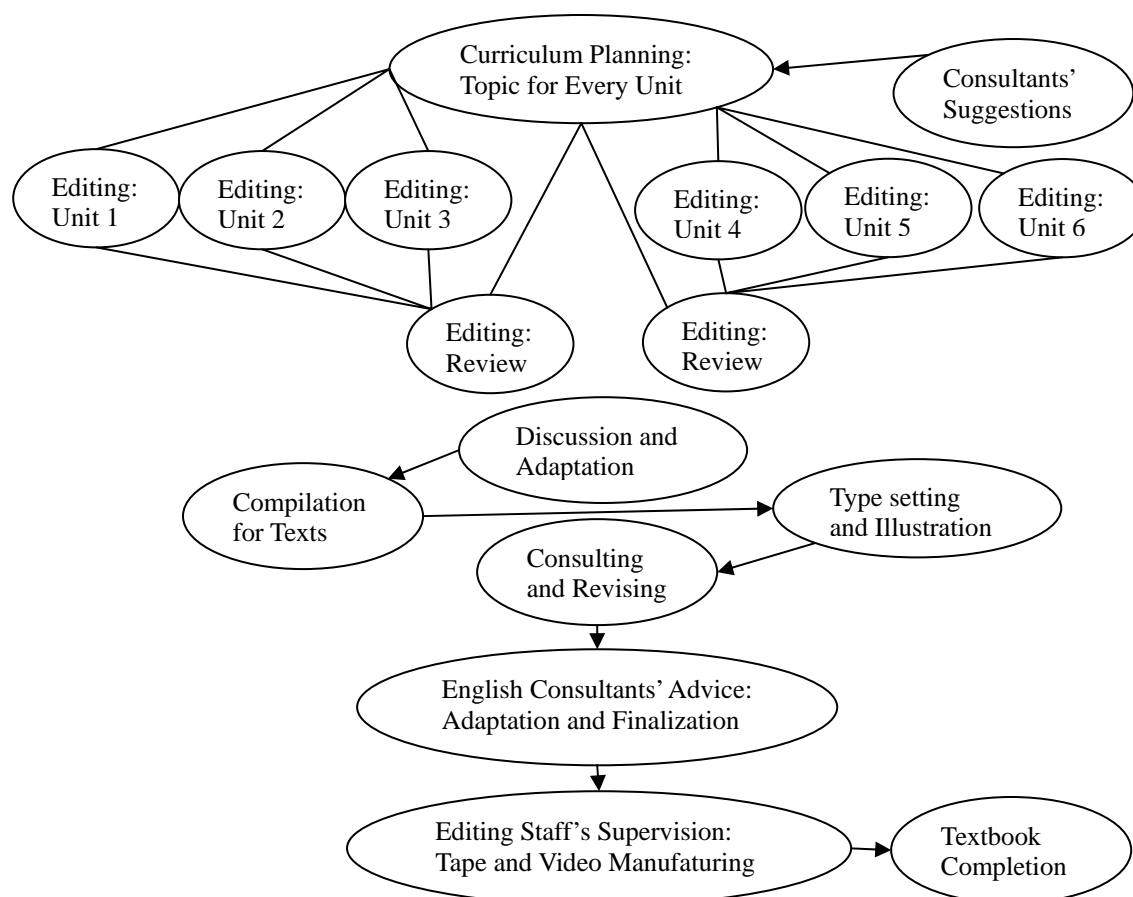 Curriculum Planning:
Topic for Every Unit
Consultants’
Suggestions
Editing:
Unit 1
Editing:
Unit 2
Editing:
Unit 3
Editing:
Unit 4
Editing:
Unit 5
Editing:
Unit 6
Editing:
Review
Editing:
Review
Discussion and
Adaptation
Compilation
for Texts
Type setting
and Illustration
Consulting
and Revising
English Consultants’ Advice:
Adaptation and Finalization
Editing Staff’s Supervision:
Tape and Video Manufaturing
Textbook
Completion